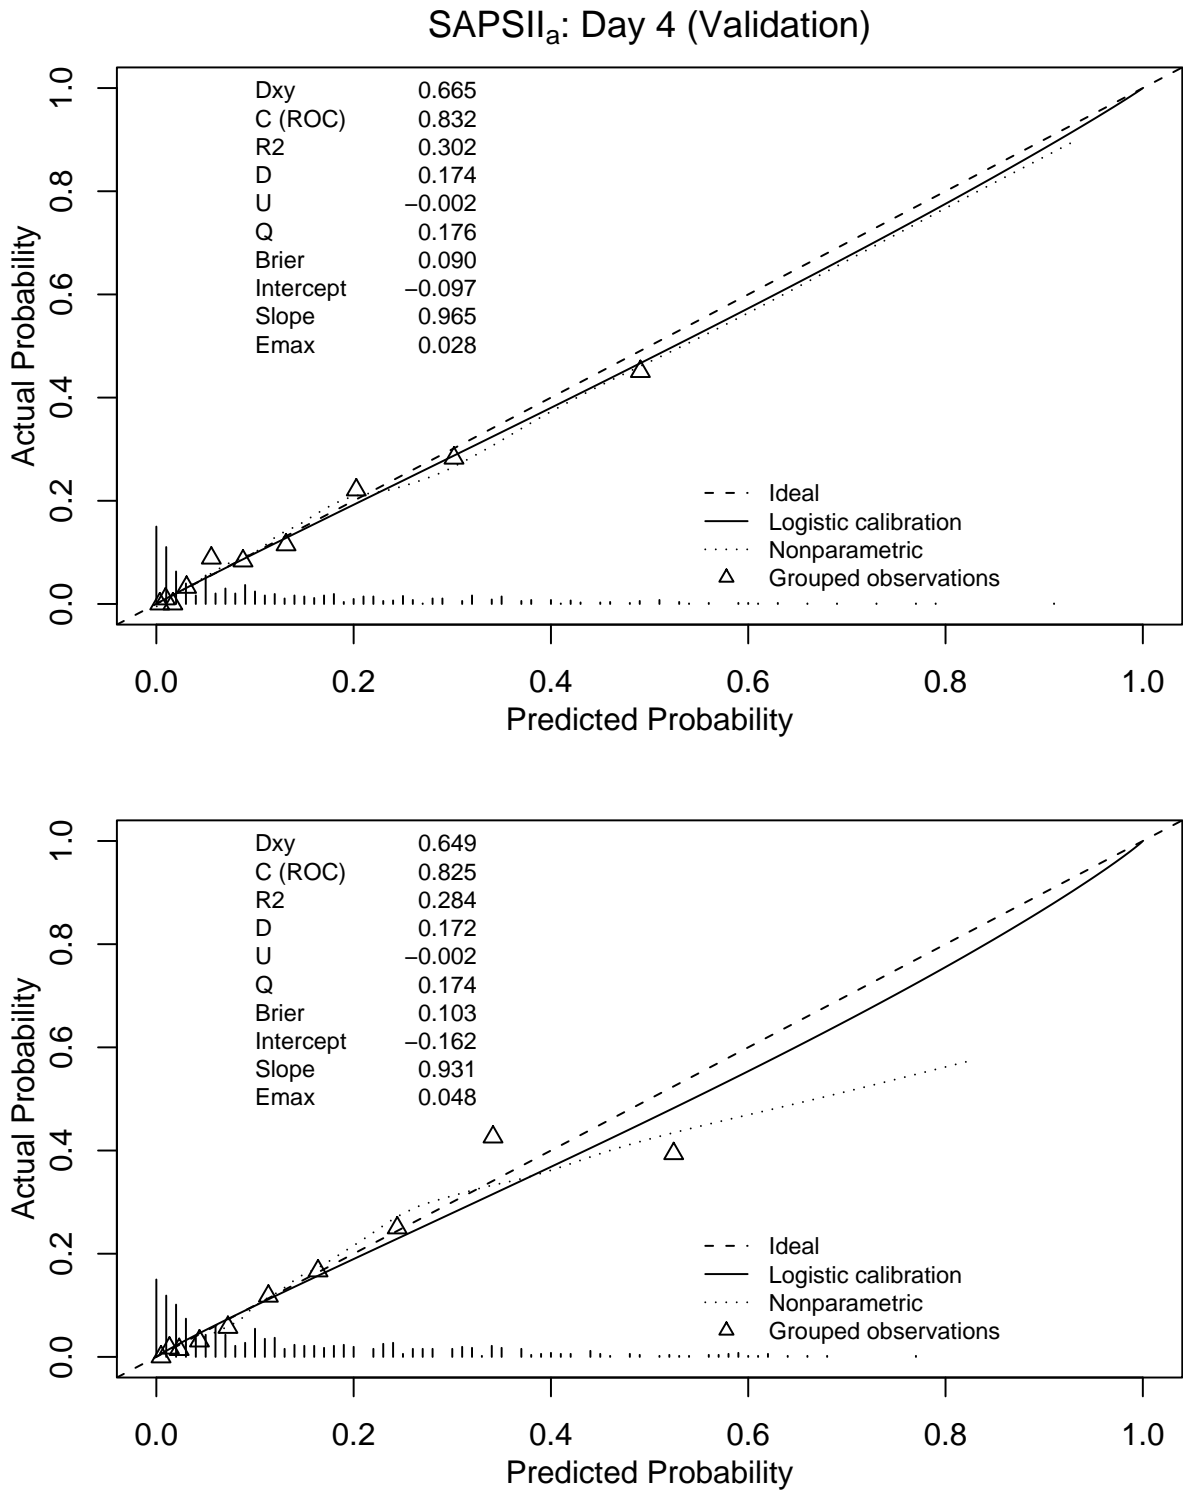 SAPSIIa: Day 4 (Validation)
Dxy 0.665
C (ROC) 0.832
R2 0.302
D 0.174
U −0.002
Q 0.176
Brier 0.090
Intercept −0.097
Slope 0.965
Emax 0.028
Actual Probability
1.0
0.8
0.6
0.4
0.2
0.0
Ideal
Logistic calibration
Nonparametric
Grouped observations
0.0 0.2 0.4 0.6 0.8 1.0
Predicted Probability
Dxy 0.649
C (ROC) 0.825
R2 0.284
D 0.172
U −0.002
Q 0.174
Brier 0.103
Intercept −0.162
Slope 0.931
Emax 0.048
Actual Probability
1.0
0.8
0.6
0.4
0.2
0.0
Ideal
Logistic calibration
Nonparametric
Grouped observations
0.0 0.2 0.4 0.6 0.8 1.0
Predicted Probability